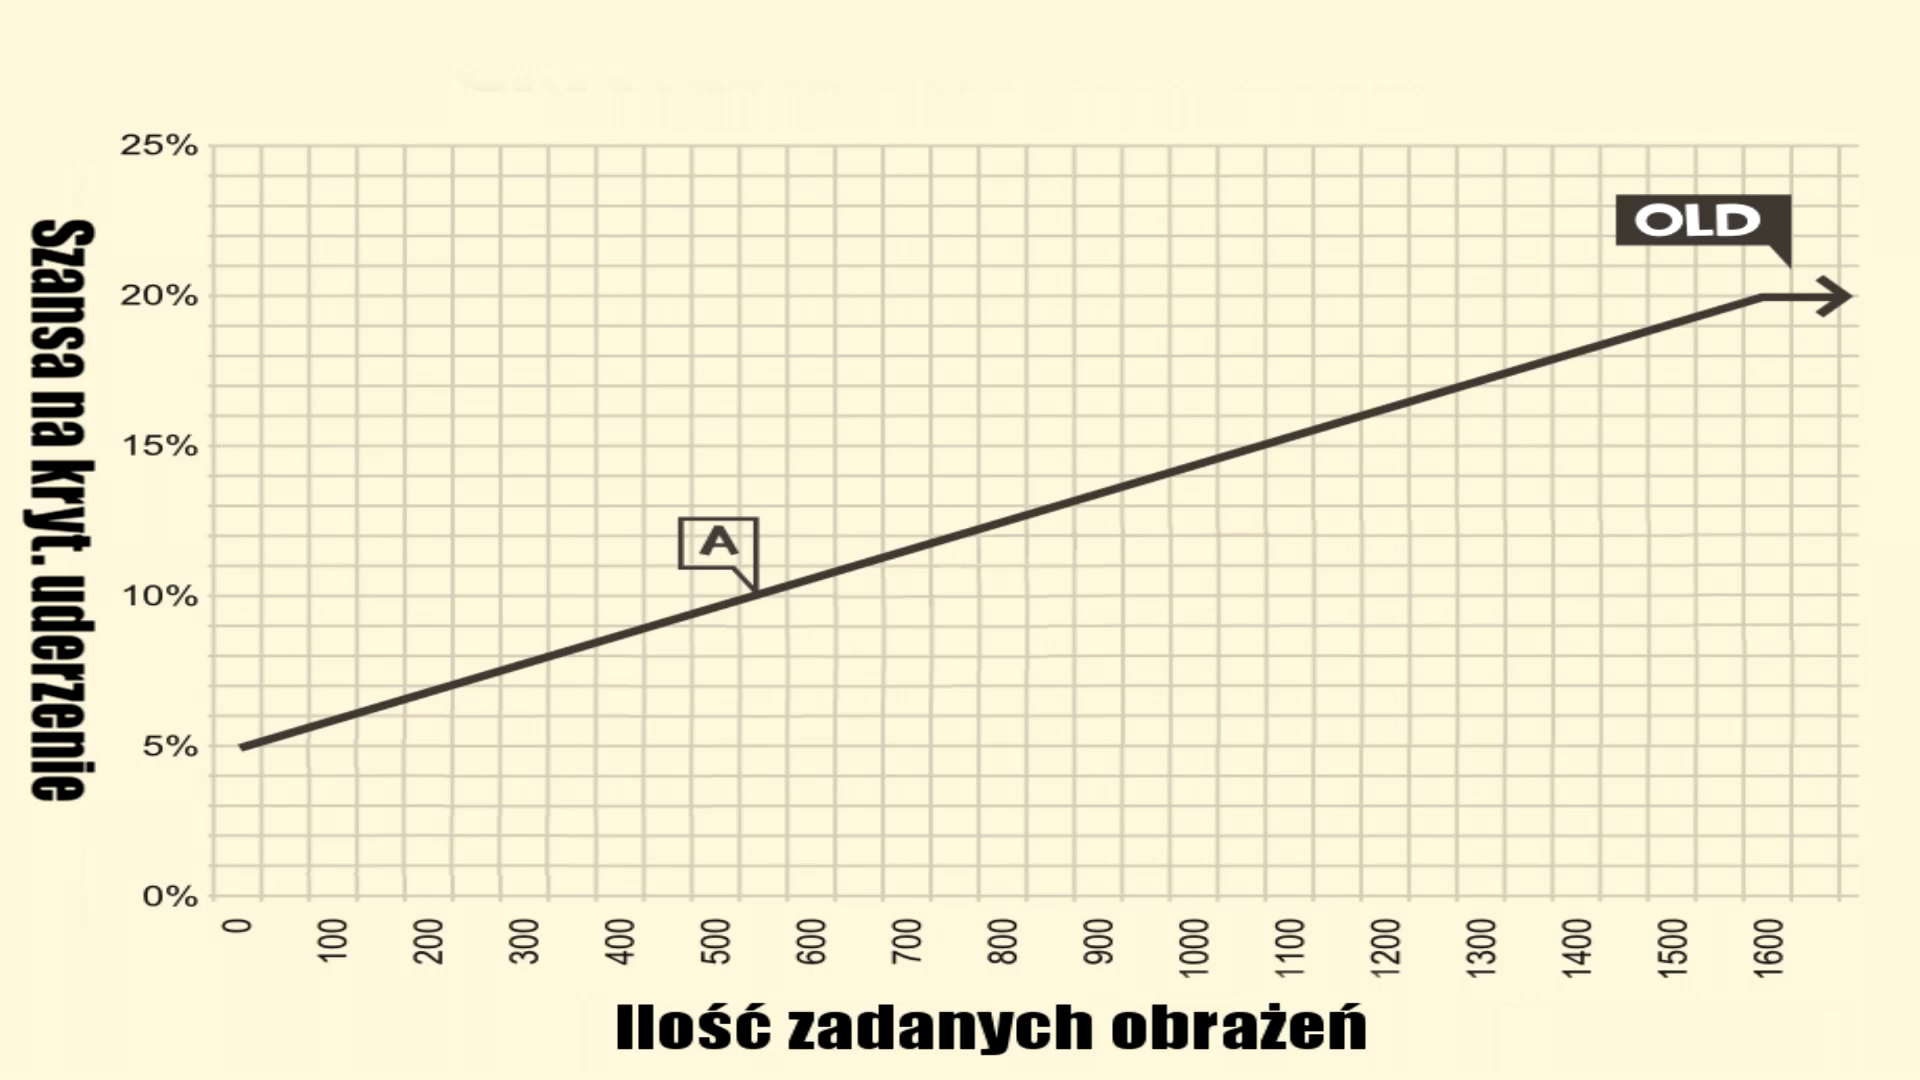 25%
OLD
20%
15%
A
10%
5%
0%
Szansa na kryt. uderzenie
0 100 200 300 400 500 600 700 800 900 1000 1100 1200 1300 1400 1500 1600
Ilość zadanych obrażeń